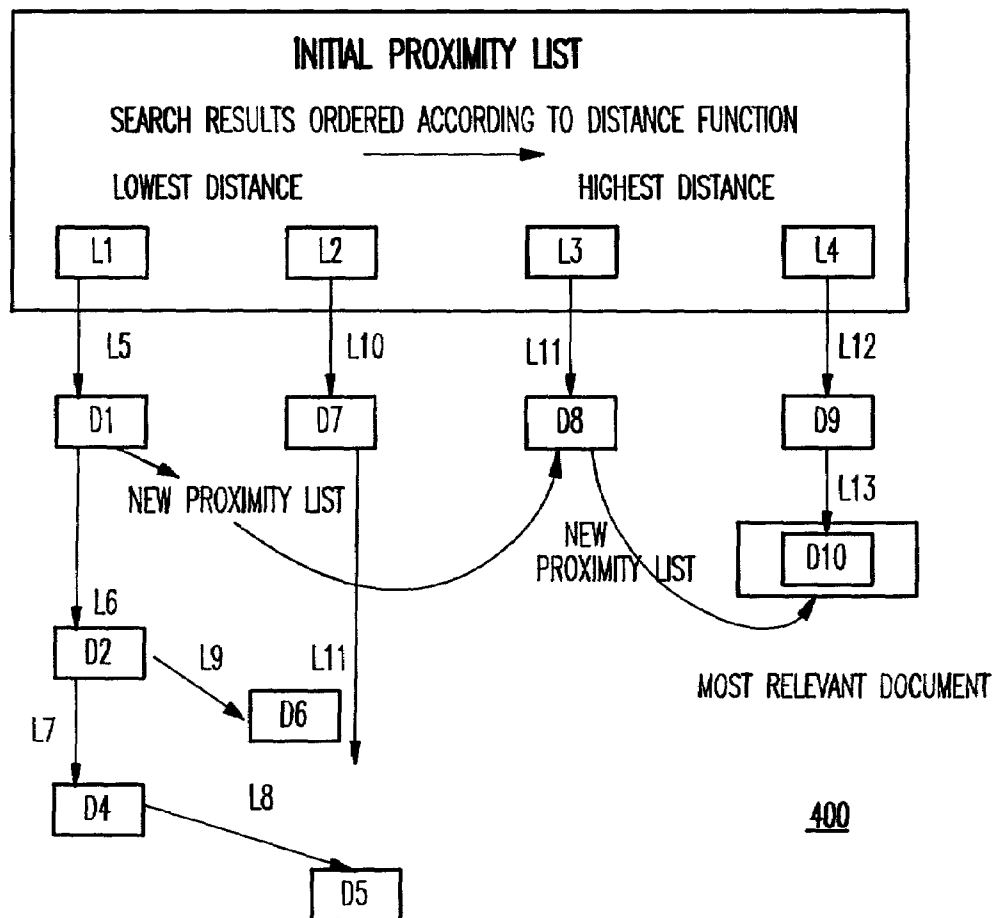 INITIAL PROXIMITY LIST
SEARCH RESULTS ORDERED ACCORDING TO DISTANCE FUNCTION
LOWEST DISTANCE HIGHEST DISTANCE
L1 L2 L3 L4
L5 L10 L11 L12
D1 D7 D8 D9
NEW PROXIMITY LIST
L13
NEW
PROXIMITY LIST
D10
L6
D2 L9 L11
MOST RELEVANT DOCUMENT
D6
L7
D4 L8
400
D5